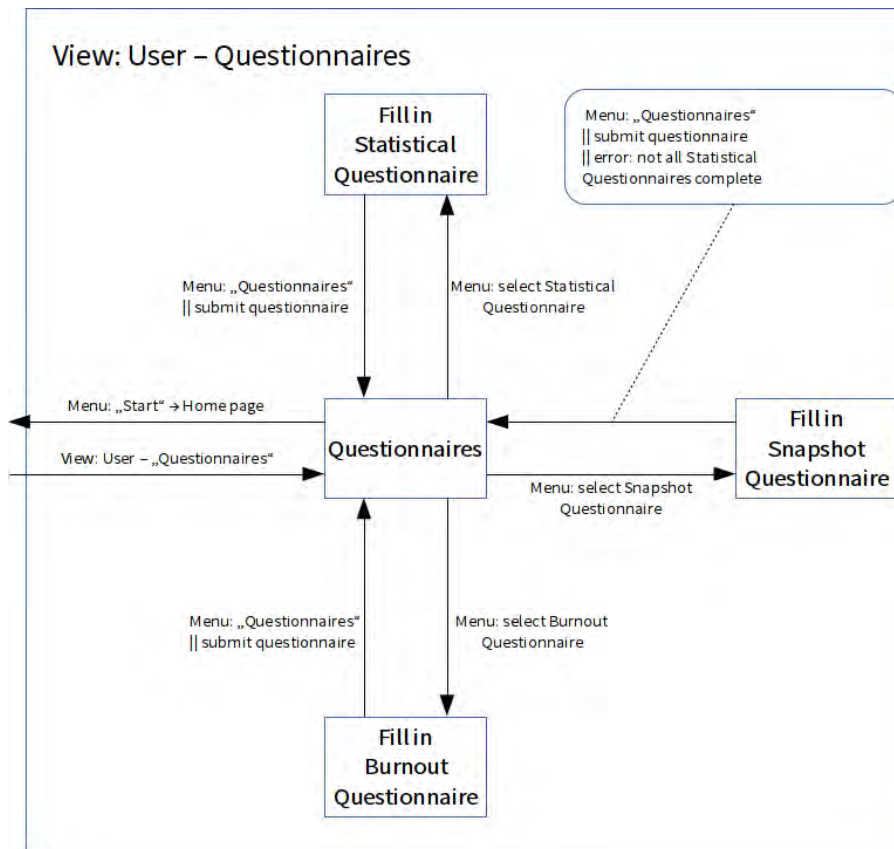 View: User – Questionnaires
Fill in
Statistical
Questionnaire
Menu: „Questionnaires“
|| submit questionnaire
|| error: not all Statistical
Questionnaires complete
Menu: „Questionnaires“
|| submit questionnaire
Menu: select Statistical
Questionnaire
Menu: „Start“ → Home page
View: User – „Questionnaires“
Questionnaires
Fill in
Snapshot
Questionnaire
Menu: select Snapshot
Questionnaire
Menu: „Questionnaires“
|| submit questionnaire
Menu: select Burnout
Questionnaire
Fill in
Burnout
Questionnaire